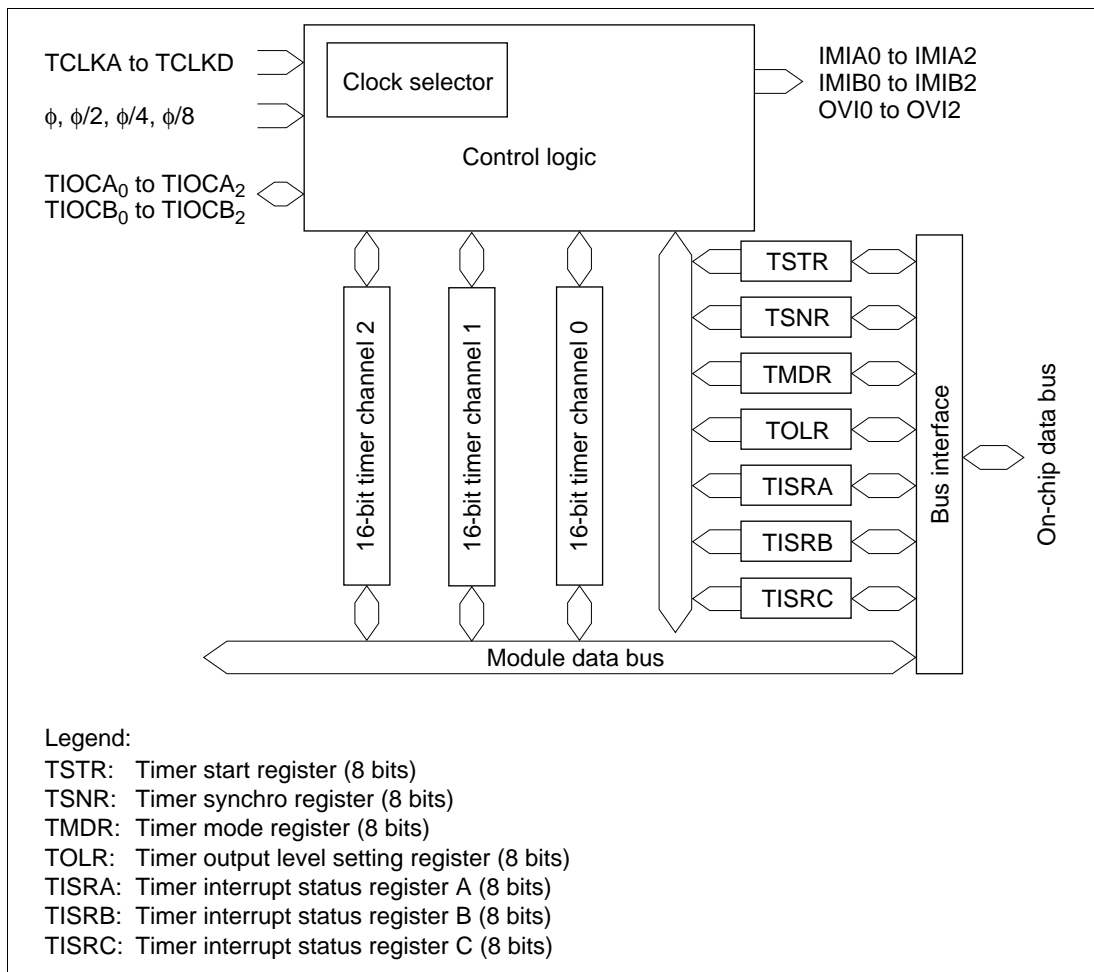 TCLKA to TCLKD
ϕ, ϕ/2, ϕ/4, ϕ/8
TIOCA0 to TIOCA2
TIOCB0 to TIOCB2
Clock selector
Control logic
IMIA0 to IMIA2
IMIB0 to IMIB2
OVI0 to OVI2
16-bit timer channel 2
16-bit timer channel 1
16-bit timer channel 0
TSTR
TSNR
TMDR
TOLR
TISRA
TISRB
TISRC
Bus interface
On-chip data bus
Module data bus
Legend:
TSTR: Timer start register (8 bits)
TSNR: Timer synchro register (8 bits)
TMDR: Timer mode register (8 bits)
TOLR: Timer output level setting register (8 bits)
TISRA: Timer interrupt status register A (8 bits)
TISRB: Timer interrupt status register B (8 bits)
TISRC: Timer interrupt status register C (8 bits)